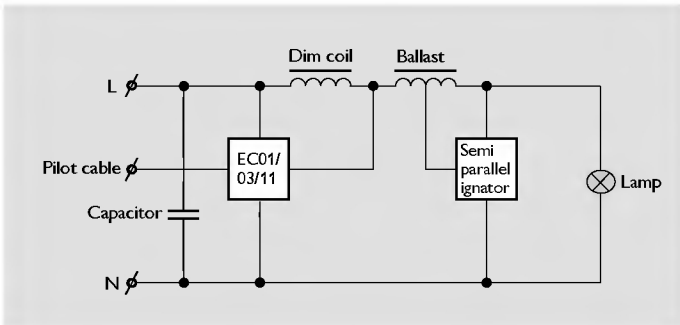 Dim coil
Ballast
L
Pilot cable
EC01/
03/11
Semi
parallel
ignator
Lamp
Capacitor
N